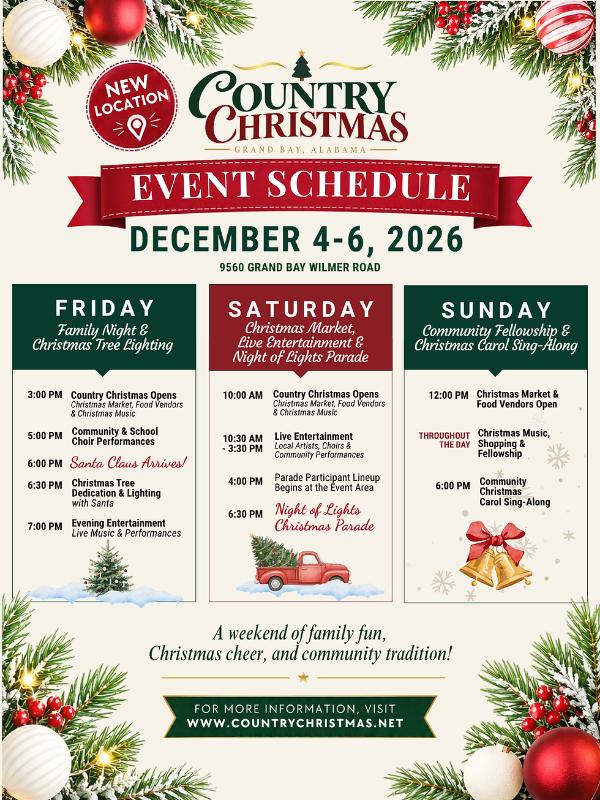 NEW
LOCATION
COUNTRY
CHRISTMAS
GRAND BAY, ALABAMA
EVENT SCHEDULE
DECEMBER 4-6, 2026
9560 GRAND BAY WILMER ROAD
FRIDAY
Family Night &
Christmas Tree Lighting
3:00 PM Country Christmas Opens
Christmas Market, Food Vendors
& Christmas Music
5:00 PM Community & School
Choir Performances
6:00 PM Santa Claus Arrives!
6:30 PM Christmas Tree
Dedication & Lighting
with Santa
7:00 PM Evening Entertainment
Live Music & Performances
SATURDAY
Christmas Market,
Live Entertainment &
Night of Lights Parade
10:00 AM Country Christmas Opens
Christmas Market, Food Vendors
& Christmas Music
10:30 AM Live Entertainment
- 3:30 PM Local Artists, Choirs &
Community Performances
4:00 PM Parade Participant Lineup
Begins at the Event Area
6:30 PM Night of Lights
Christmas Parade
SUNDAY
Community Fellowship &
Christmas Carol Sing-Along
12:00 PM Christmas Market &
Food Vendors Open
THROUGHOUT Christmas Music,
THE DAY Shopping &
Fellowship
6:00 PM Community
Christmas
Carol Sing-Along
A weekend of family fun,
Christmas cheer, and community tradition!
FOR MORE INFORMATION, VISIT
WWW.COUNTRYCHRISTMAS.NET